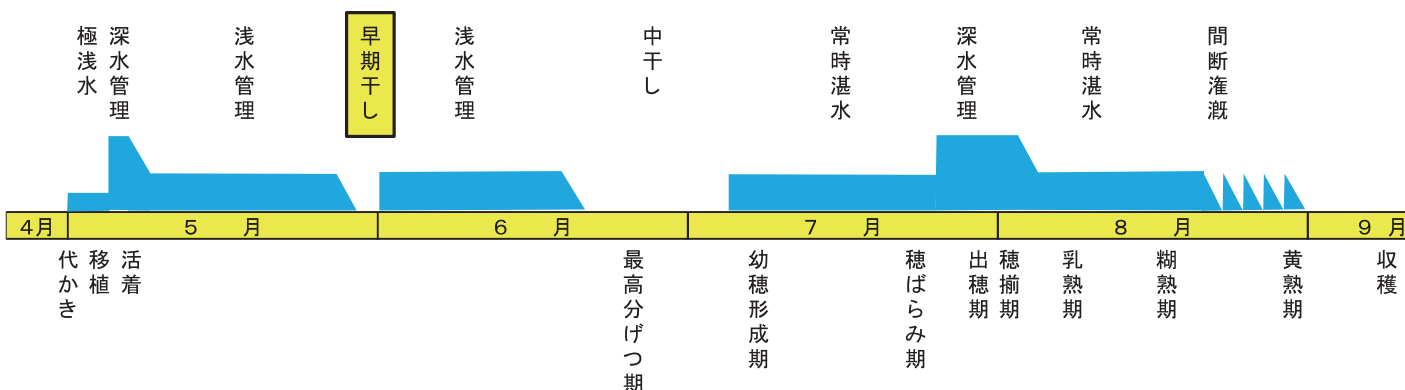 極浅水
深水管理
浅水管理
早期干し
浅水管理
中干し
常時湛水
深水管理
常時湛水
間断潅漑
4月
5月
6月
7月
8月
9月
代かき
移植
活着
最高分げつ期
幼穂形成期
穂ばらみ期
出穂期
穂揃期
乳熟期
糊熟期
黄熟期
収穫